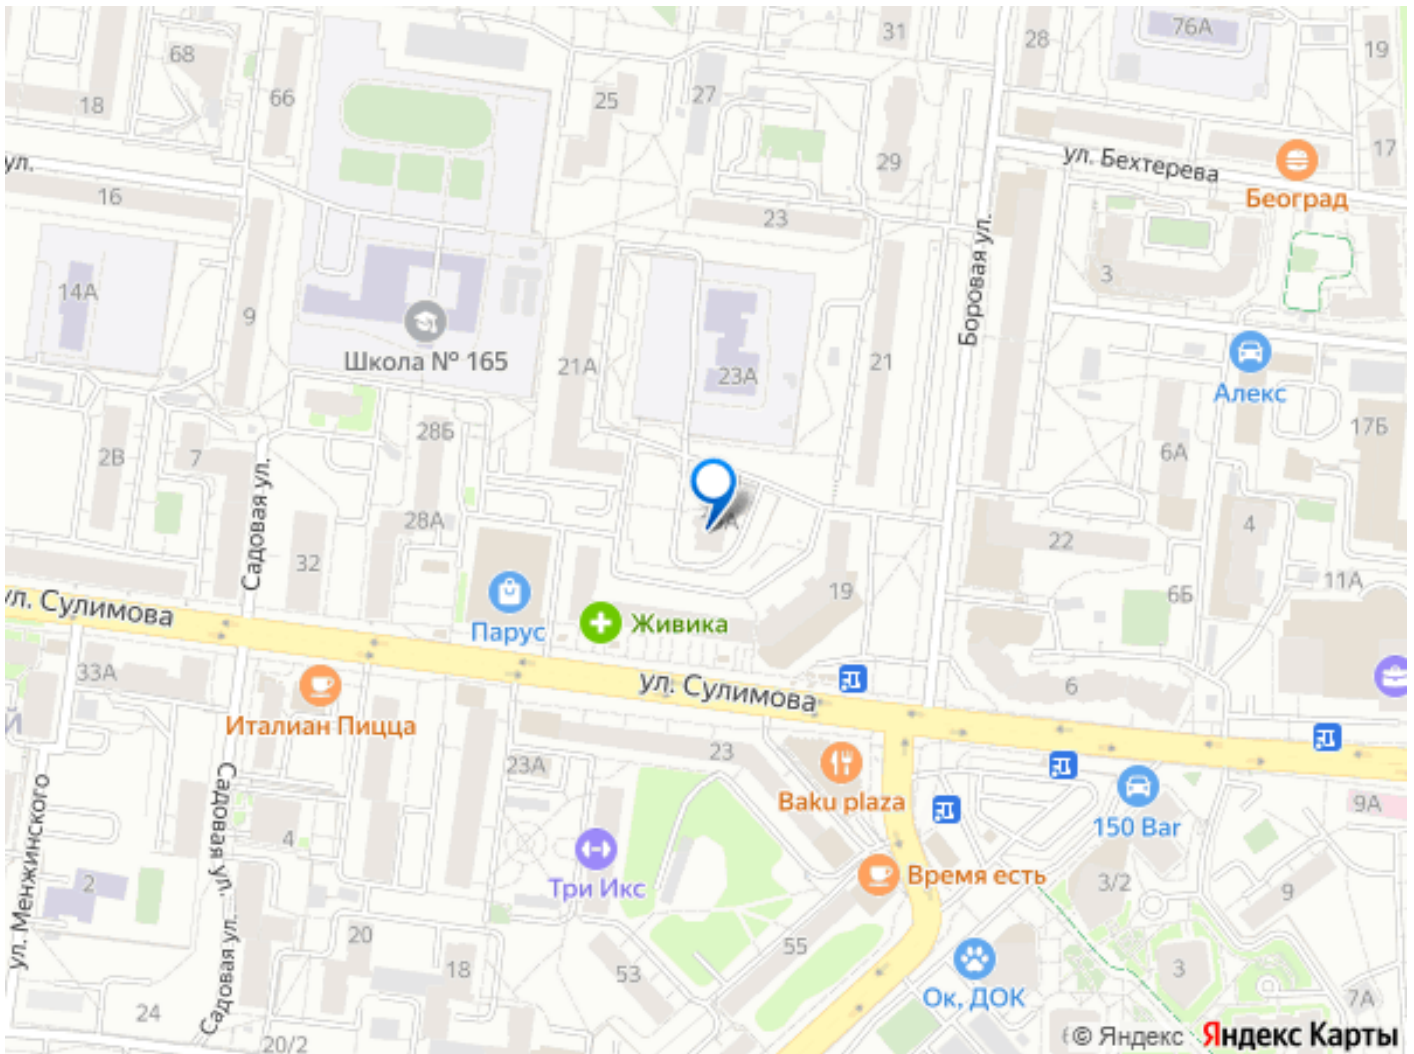 68
66
18
25
27
31
28
76А
19
17
ул. Бехтерева
Београд
ул.
16
29
23
Боровая ул.
3
14А
9
Школа № 165
21А
23А
21
Алекс
17Б
2В
7
28Б
6А
Садовая ул.
28А
32
А
22
4
11А
ул. Сулимова
Парус
Живика
19
6Б
33А
Италиан Пицца
ул. Сулимова
6
Й
23А
23
Baku plaza
150 Bar
9А
ул. Менжинского
Садовая ул.
4
2
Три Икс
Время есть
3/2
9
20
18
53
55
Ок, ДОК
3
7А
24
Садовая ул.
20/2
6
© Яндекс Яндекс Карты